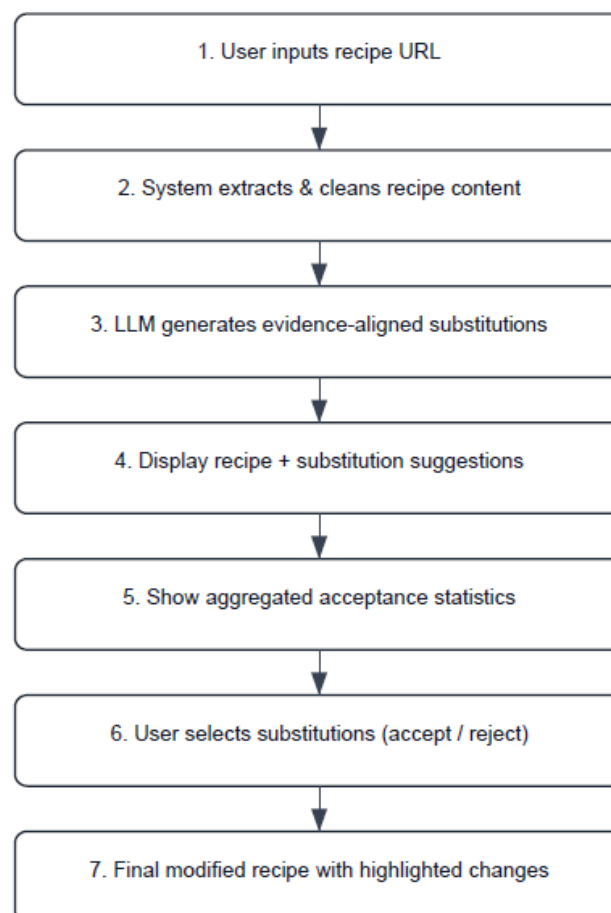 1. User inputs recipe URL
2. System extracts & cleans recipe content
3. LLM generates evidence-aligned substitutions
4. Display recipe + substitution suggestions
5. Show aggregated acceptance statistics
6. User selects substitutions (accept / reject)
7. Final modified recipe with highlighted changes